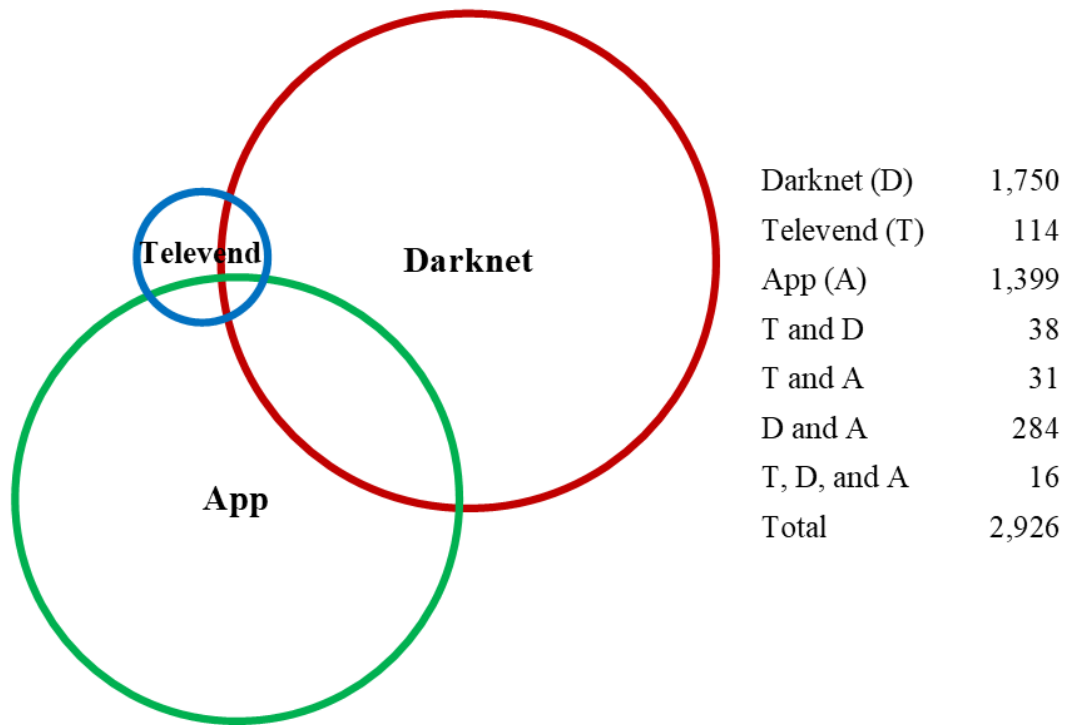 Televend
Darknet
App
Darknet (D) 1,750
Televend (T) 114
App (A) 1,399
T and D 38
T and A 31
D and A 284
T, D, and A 16
Total 2,926